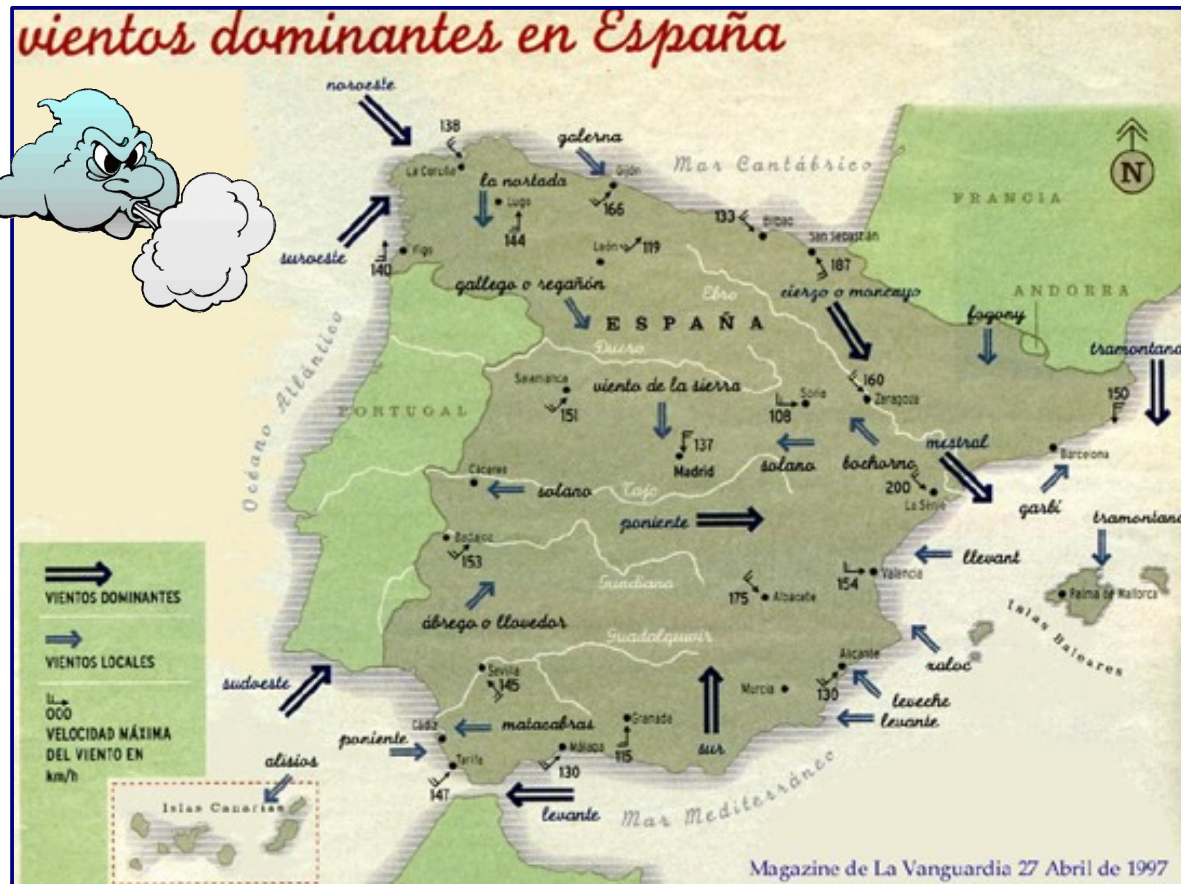 vientos dominantes en España
noroeste
138
La Coruña
galerna
Gijón
166
Mar Cantábrico
N
la nortada
Lugo
144
León
119
133
Bilbao
San Sebastián
187
FRANCIA
ANDORRA
suroeste
140
Vigo
gallego o regañón
Ebro
cierzo o moncayo
fogony
tramontana
ESPAÑA
Duero
Océano Atlántico
PORTUGAL
Salamanca
151
viento de la sierra
Soria
108
160
Zaragoza
150
137
Madrid
solano
bochorno
mestral
Barcelona
Cáceres
solano
Tajo
200
La Sénia
garbí
tramontana
poniente
Badajoz
153
Guadiana
154
Valencia
llevant
175
Albacete
Palma de Mallorca
Islas Baleares
ábrego o llovedor
Guadalquivir
xaloc
VIENTOS DOMINANTES
VIENTOS LOCALES
000
VELOCIDAD MÁXIMA
DEL VIENTO EN
km/h
sudoeste
Sevilla
145
Alicante
130
Murcia
leveche
levante
Cádiz
matacabras
Granada
115
sur
poniente
Tarifa
147
Málaga
130
alisios
Islas Canarias
levante
Mar Mediterráneo
Magazine de La Vanguardia 27 Abril de 1997